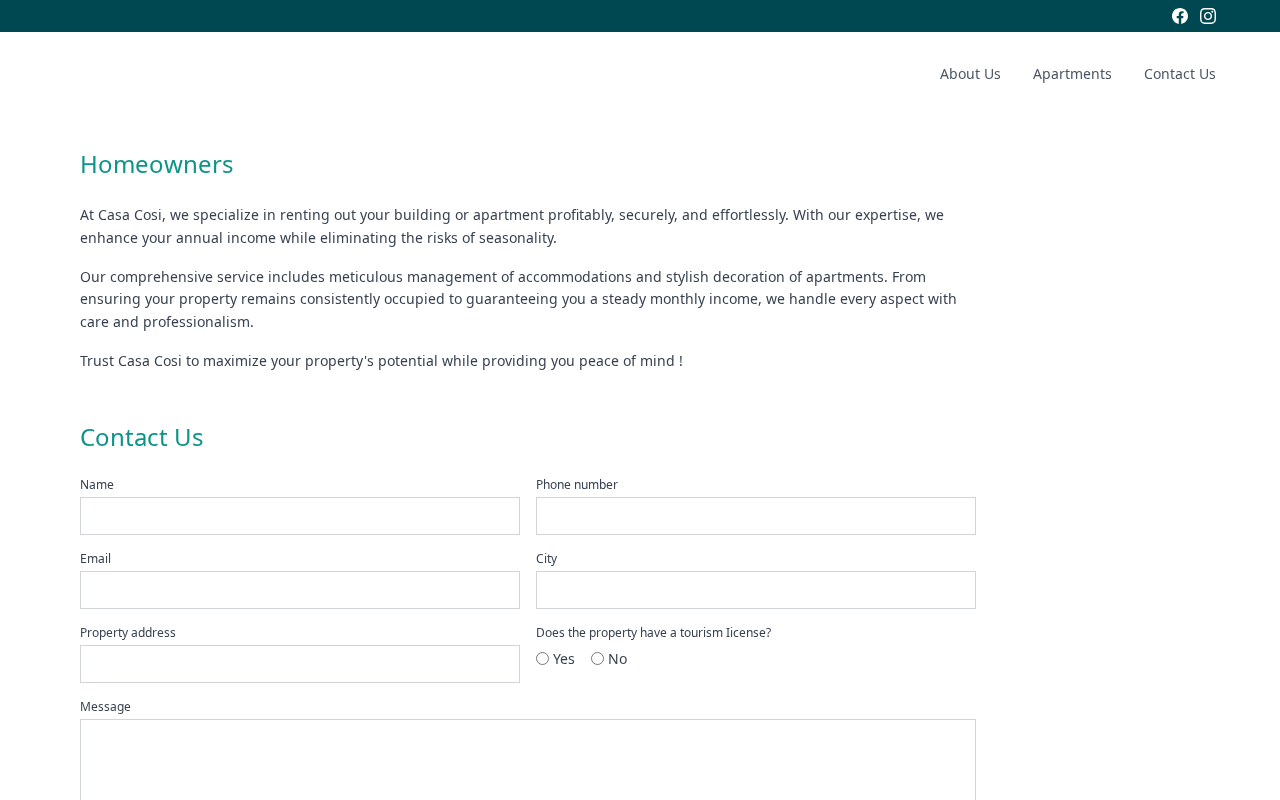 About Us
Apartments
Contact Us
Homeowners
At Casa Cosi, we specialize in renting out your building or apartment profitably, securely, and effortlessly. With our expertise, we
enhance your annual income while eliminating the risks of seasonality.
Our comprehensive service includes meticulous management of accommodations and stylish decoration of apartments. From
ensuring your property remains consistently occupied to guaranteeing you a steady monthly income, we handle every aspect with
care and professionalism.
Trust Casa Cosi to maximize your property's potential while providing you peace of mind !
Contact Us
Name
Phone number
Email
City
Property address
Does the property have a tourism Iicense?
Yes
No
Message